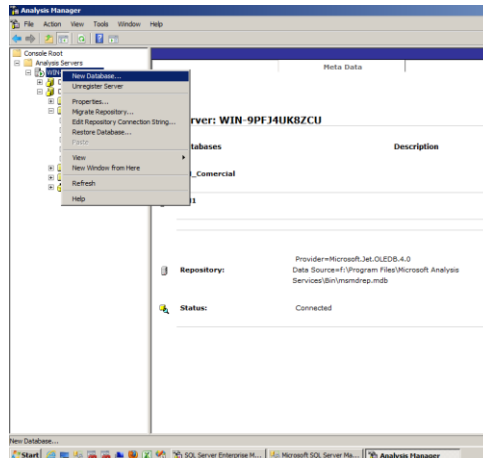 Analysis Manager
File Action View Tools Window Help
Console Root
Analysis Servers
WIN-
New Database...
Unregister Server
Properties...
Migrate Repository...
Edit Repository Connection String...
Restore Database...
Paste
View
New Window from Here
Refresh
Help
Meta Data
rver: WIN-9PFJ4UK8ZCU
tabases Description
_Comercial
Repository:
Provider=Microsoft.Jet.OLEDB.4.0
Data Source=f:\Program Files\Microsoft Analysis
Services\Bin\msmdrep.mdb
Status: Connected
New Database...
Start SQL Server Enterprise M... Microsoft SQL Server Ma... Analysis Manager